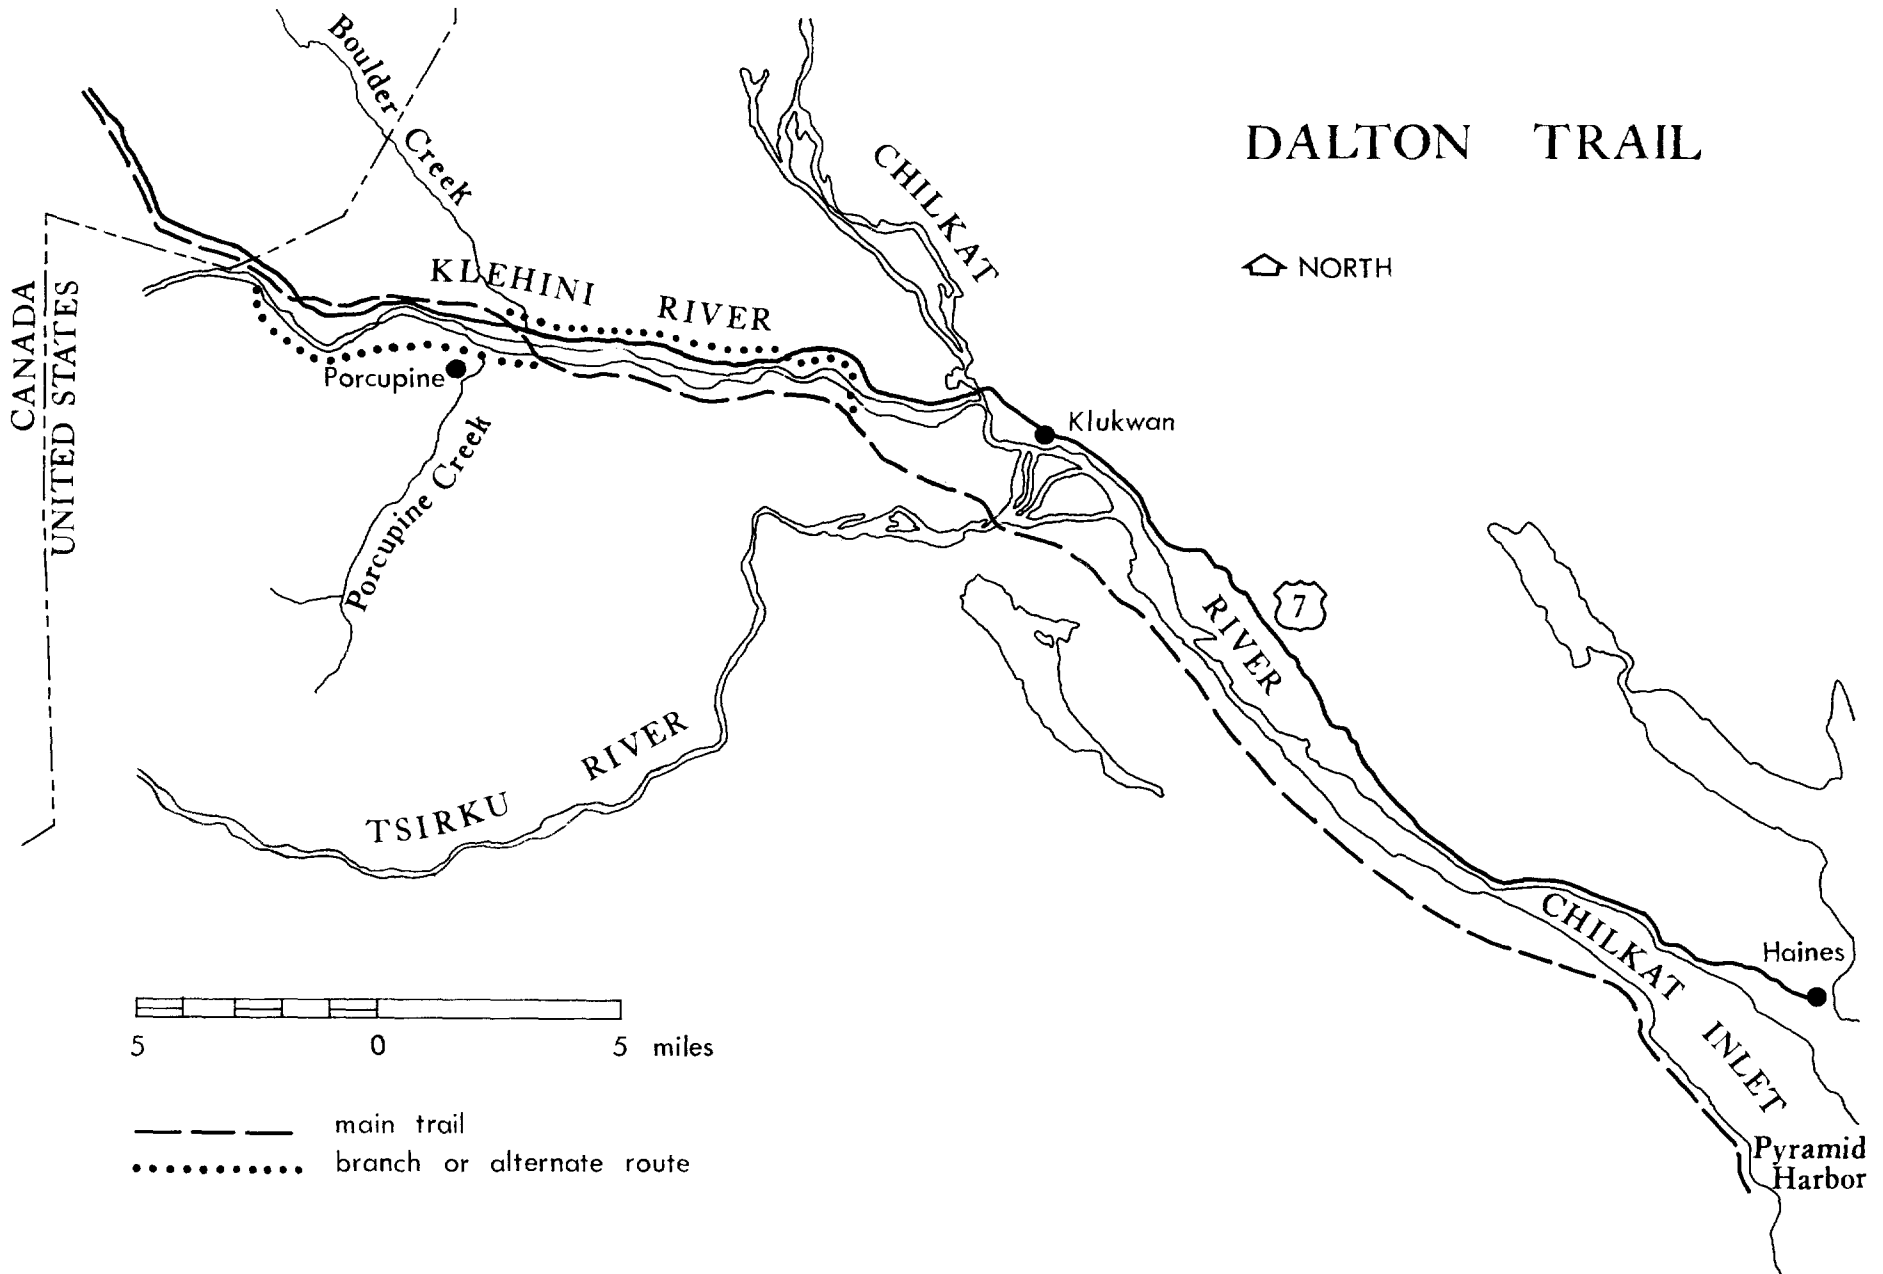 DALTON TRAIL
NORTH
Boulder Creek
CHILKAT
KLEHINI RIVER
CANADA
UNITED STATES
Porcupine
Klukwan
Porcupine Creek
7
RIVER
TSIRKU RIVER
CHILKAT
INLET
Haines
Pyramid
Harbor
5 0 5 miles
main trail
branch or alternate route